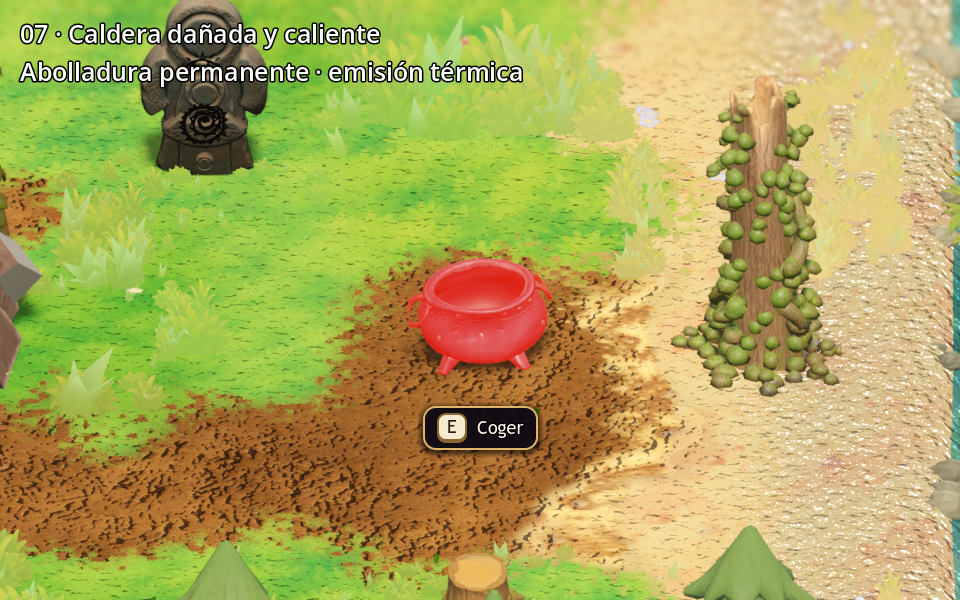 07 · Caldera dañada y caliente
Abolladura permanente · emisión térmica
E Coger